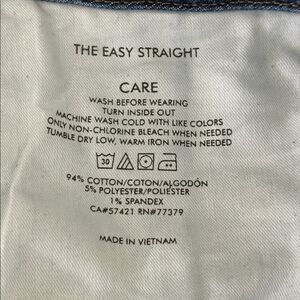 THE EASY STRAIGHT
CARE
WASH BEFORE WEARING
TURN INSIDE OUT
MACHINE WASH COLD WITH LIKE COLORS
ONLY NON-CHLORINE BLEACH WHEN NEEDED
TUMBLE DRY LOW, WARM IRON WHEN NEEDED
30
94% COTTON/COTON/ALGODÓN
5% POLYESTER/POLIÉSTER
1% SPANDEX
CA#57421 RN#77379
MADE IN VIETNAM